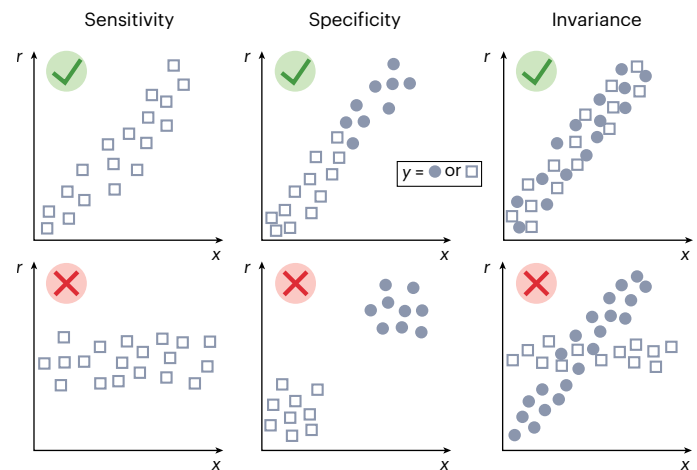 Sensitivity
Specificity
Invariance
r
r
r
y = or
x
x
x
r
r
r
x
x
x